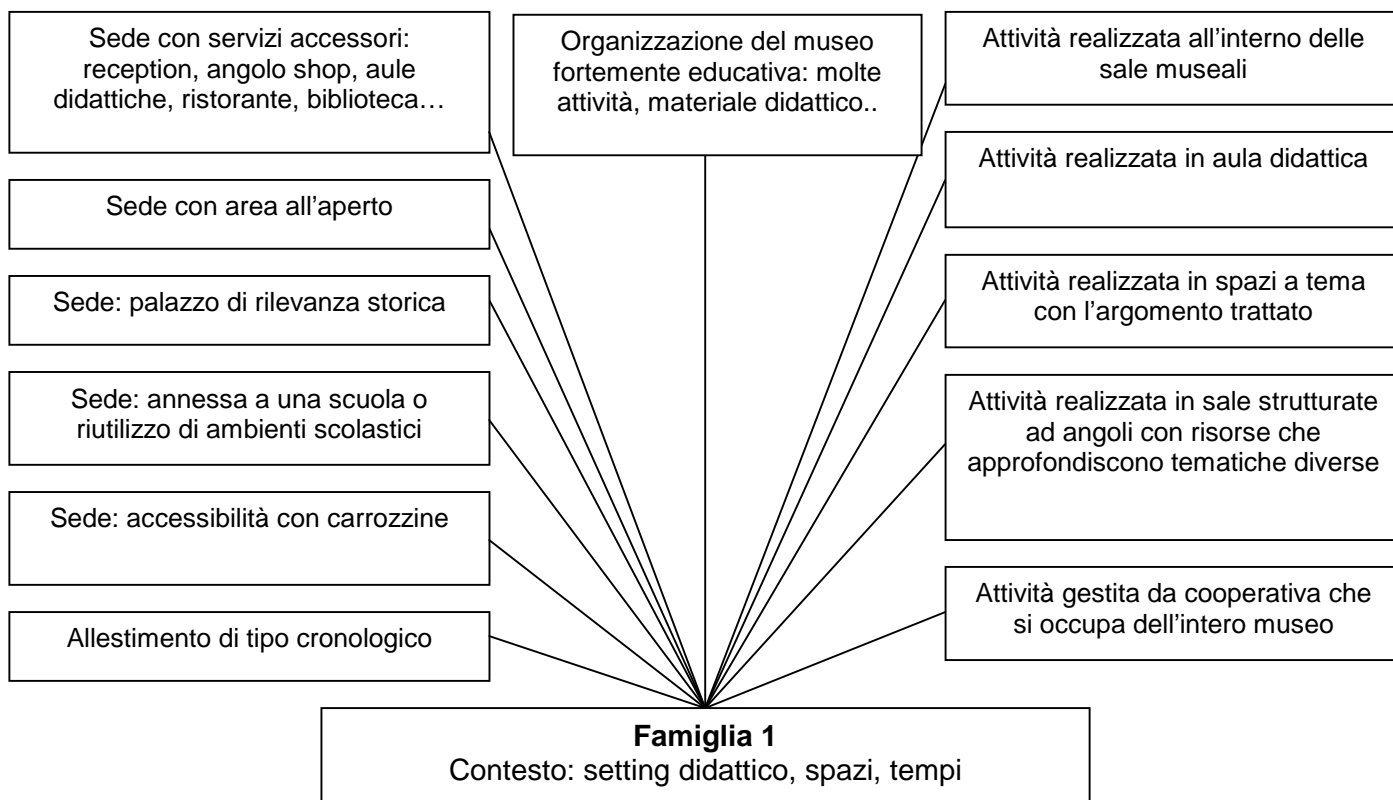 Sede con servizi accessori:
reception, angolo shop, aule
didattiche, ristorante, biblioteca…
Sede con area all’aperto
Sede: palazzo di rilevanza storica
Sede: annessa a una scuola o
riutilizzo di ambienti scolastici
Sede: accessibilità con carrozzine
Allestimento di tipo cronologico
Organizzazione del museo
fortemente educativa: molte
attività, materiale didattico..
Attività realizzata all’interno delle
sale museali
Attività realizzata in aula didattica
Attività realizzata in spazi a tema
con l’argomento trattato
Attività realizzata in sale strutturate
ad angoli con risorse che
approfondiscono tematiche diverse
Attività gestita da cooperativa che
si occupa dell’intero museo
Famiglia 1
Contesto: setting didattico, spazi, tempi